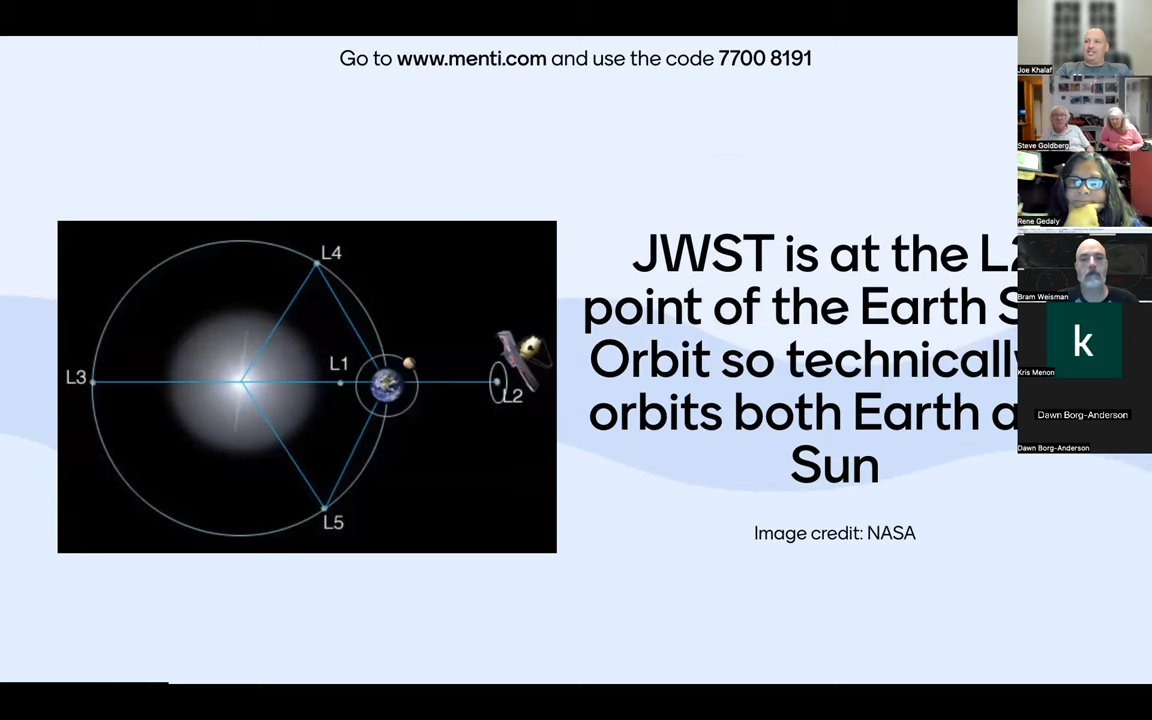 Go to www.menti.com and use the code 7700 8191
L4
L3
L1
L2
L5
JWST is at the L2
point of the Earth S
Orbit so technically
orbits both Earth a
Sun
Image credit: NASA
Joe Khalaf
Steve Goldberg
Rene Gedaly
Bram Weisman
k
Kris Menon
Dawn Borg-Anderson
Dawn Borg-Anderson